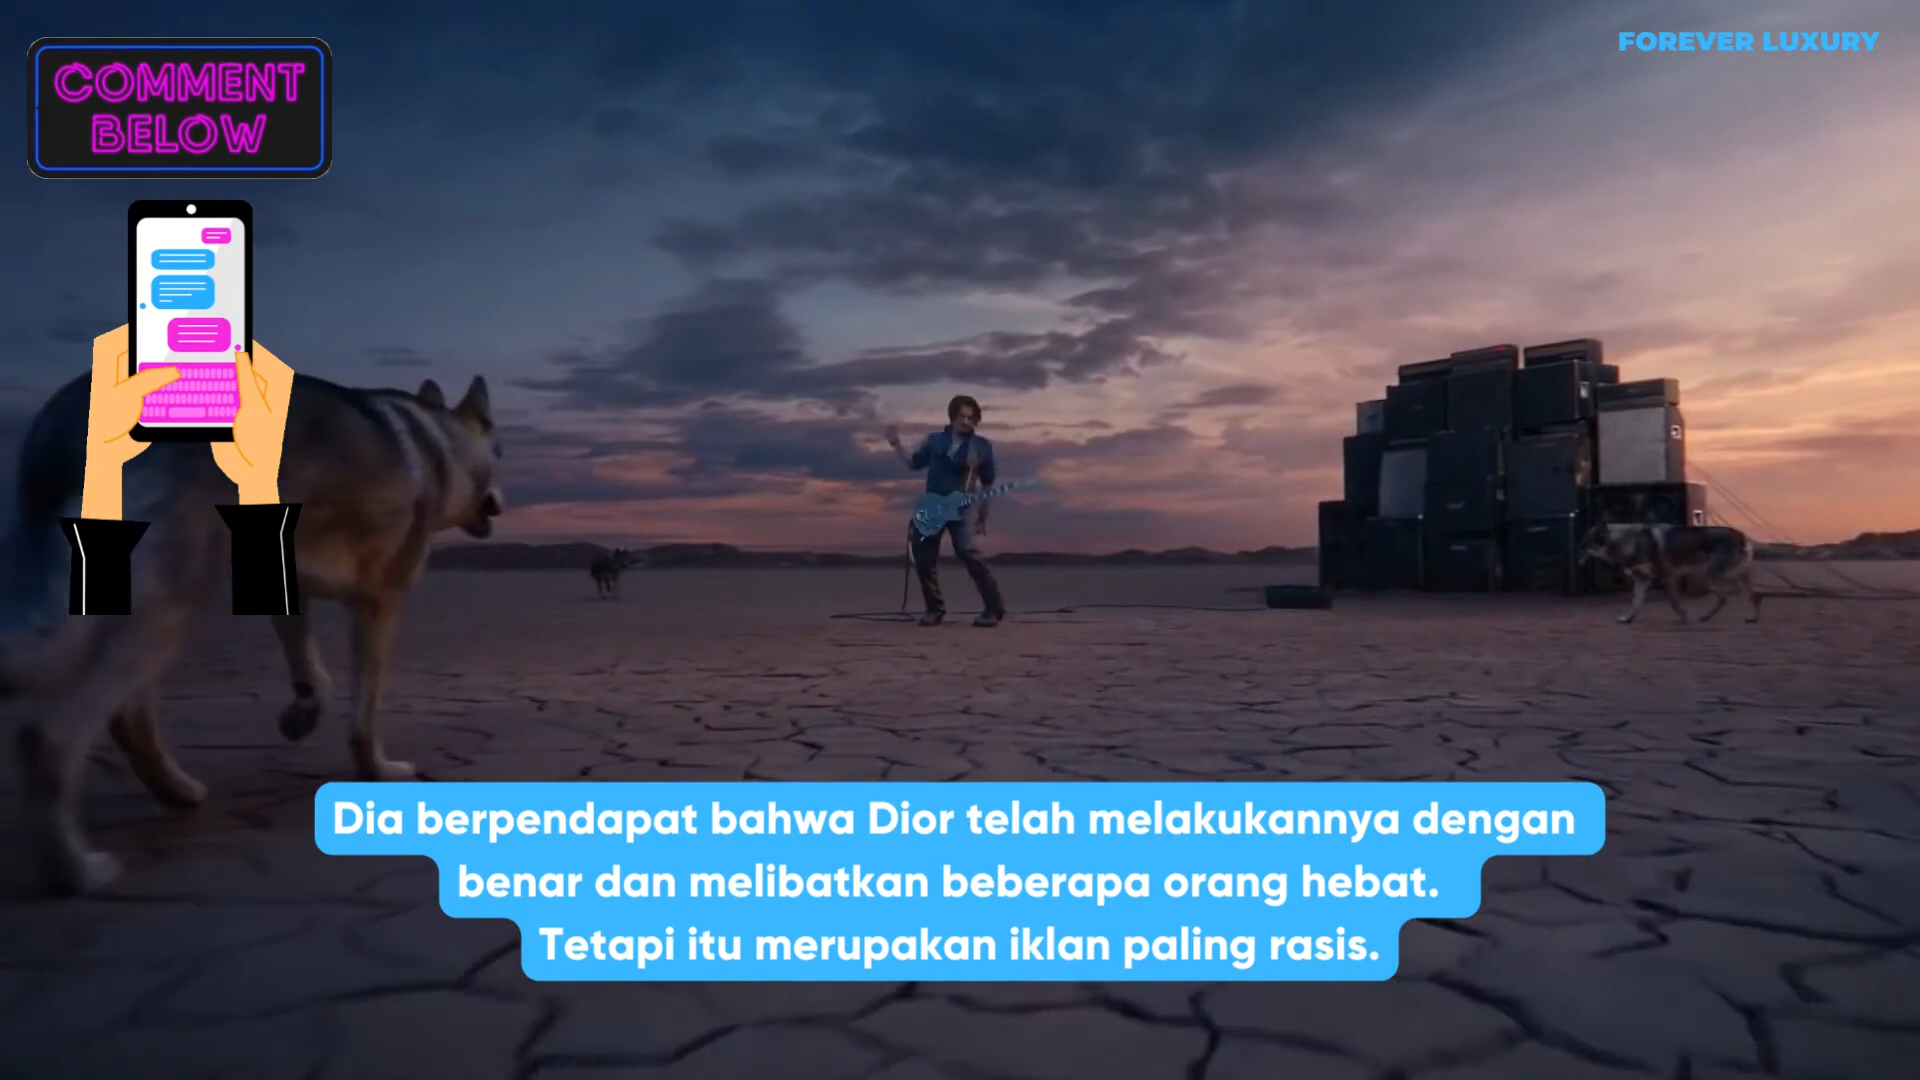 COMMENT
BELOW
FOREVER LUXURY
Dia berpendapat bahwa Dior telah melakukannya dengan
benar dan melibatkan beberapa orang hebat.
Tetapi itu merupakan iklan paling rasis.